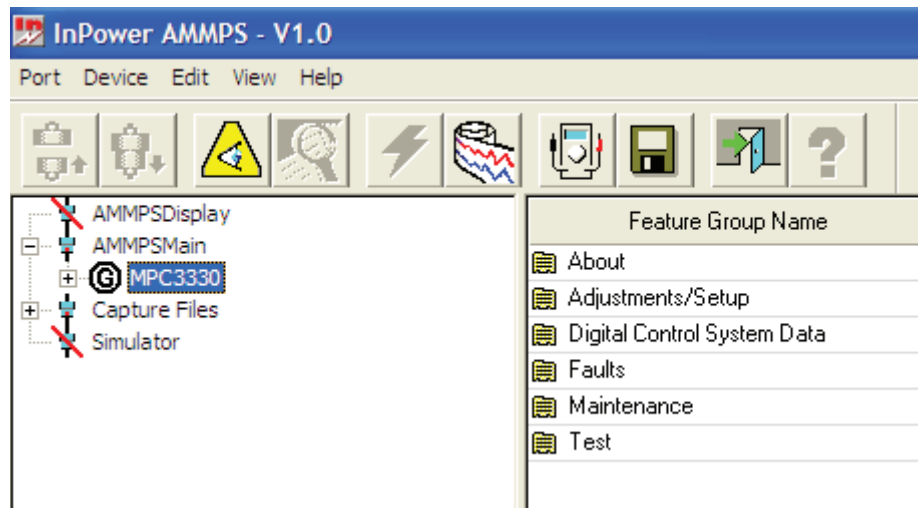 InPower AMMPS - V1.0
Port Device Edit View Help
AMMPSDisplay
AMMPSMain
G MPC3330
Capture Files
Simulator
Feature Group Name
About
Adjustments/Setup
Digital Control System Data
Faults
Maintenance
Test